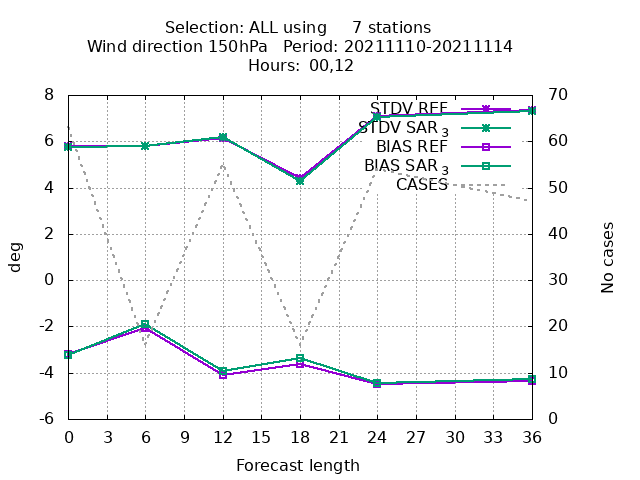 Selection: ALL using     7 stations
Wind direction 150hPa   Period: 20211110-20211114
Hours:  00,12
8
6
4
2
0
-2
-4
-6
deg
70
60
50
40
30
20
10
0
No cases
STDV REF
STDV SAR 3
BIAS REF
BIAS SAR 3
CASES
0 3 6 9 12 15 18 21 24 27 30 33 36
Forecast length